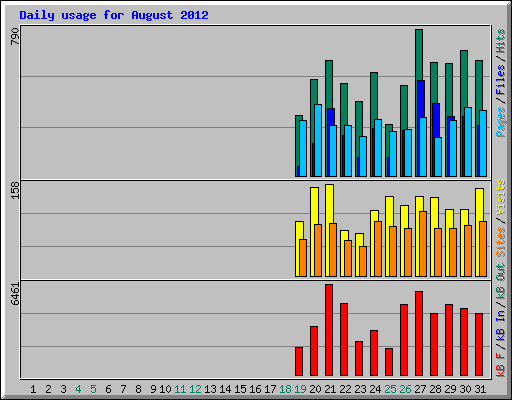 Daily usage for August 2012
790
Pages / Files / Hits
158
Sites / Visits
6461
kB F / kB In / kB Out
1 2 3 4 5 6 7 8 9 10 11 12 13 14 15 16 17 18 19 20 21 22 23 24 25 26 27 28 29 30 31